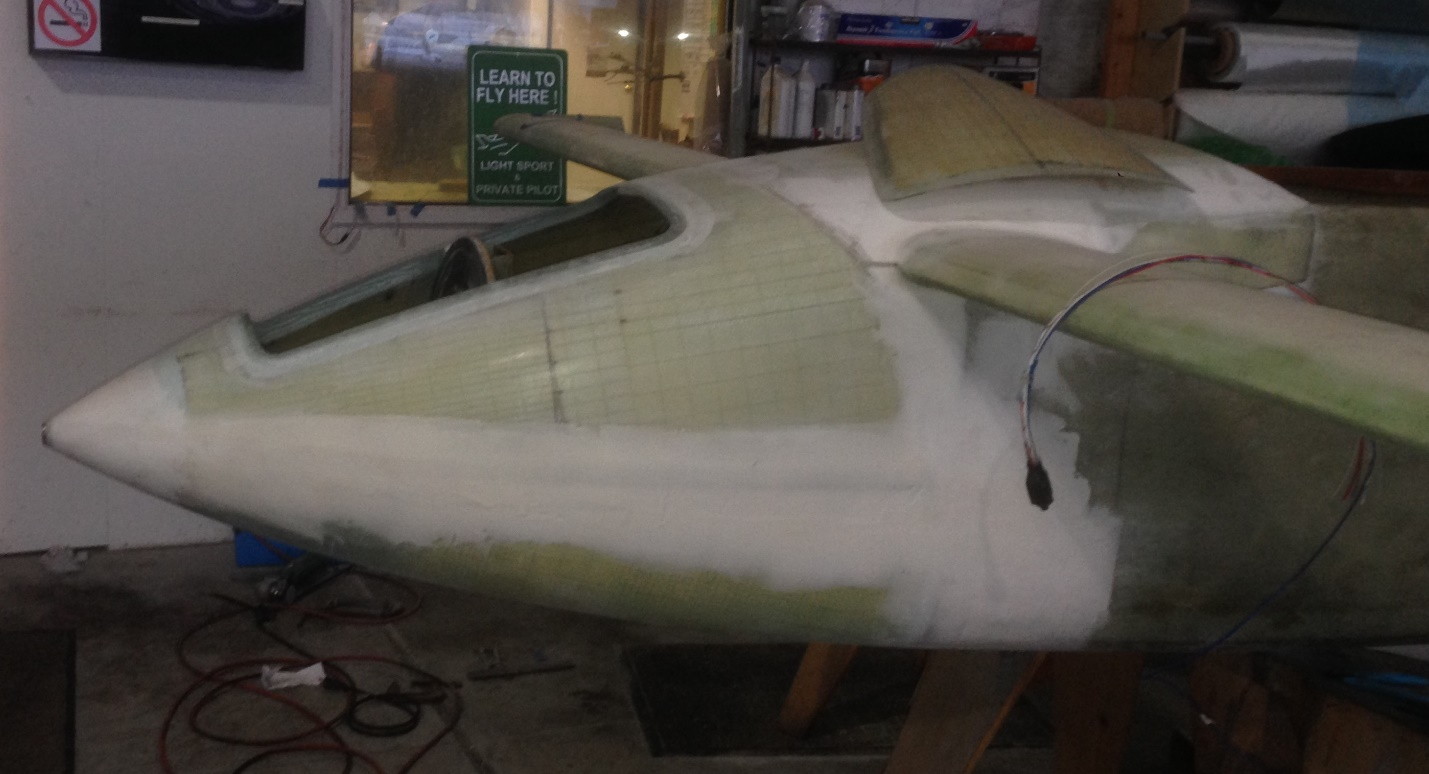 LEARN TO
FLY HERE !
LIGHT SPORT
&
PRIVATE PILOT